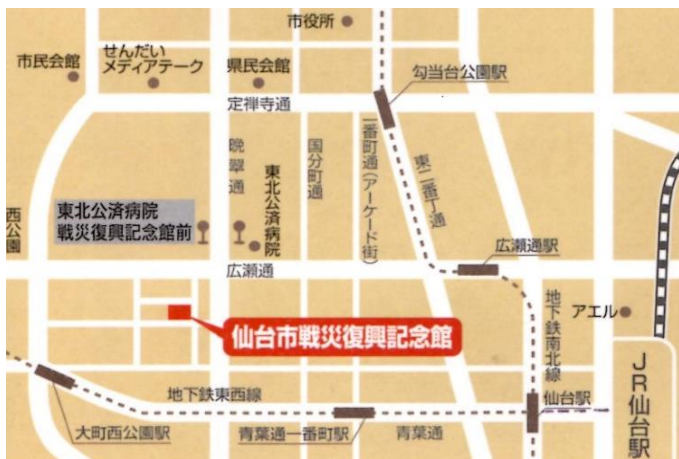 市役所
市民会館
せんだい
メディアテーク
県民会館
勾当台公園駅
定禅寺通
晩翠通
国分町通
一番町通(アーケード街)
東二番丁通
東北公済病院
戦災復興記念館前
東北公済病院
西公園
広瀬通
広瀬通駅
地下鉄南北線
アエル
仙台市戦災復興記念館
JR仙台駅
地下鉄東西線
仙台駅
大町西公園駅
青葉通一番町駅
青葉通